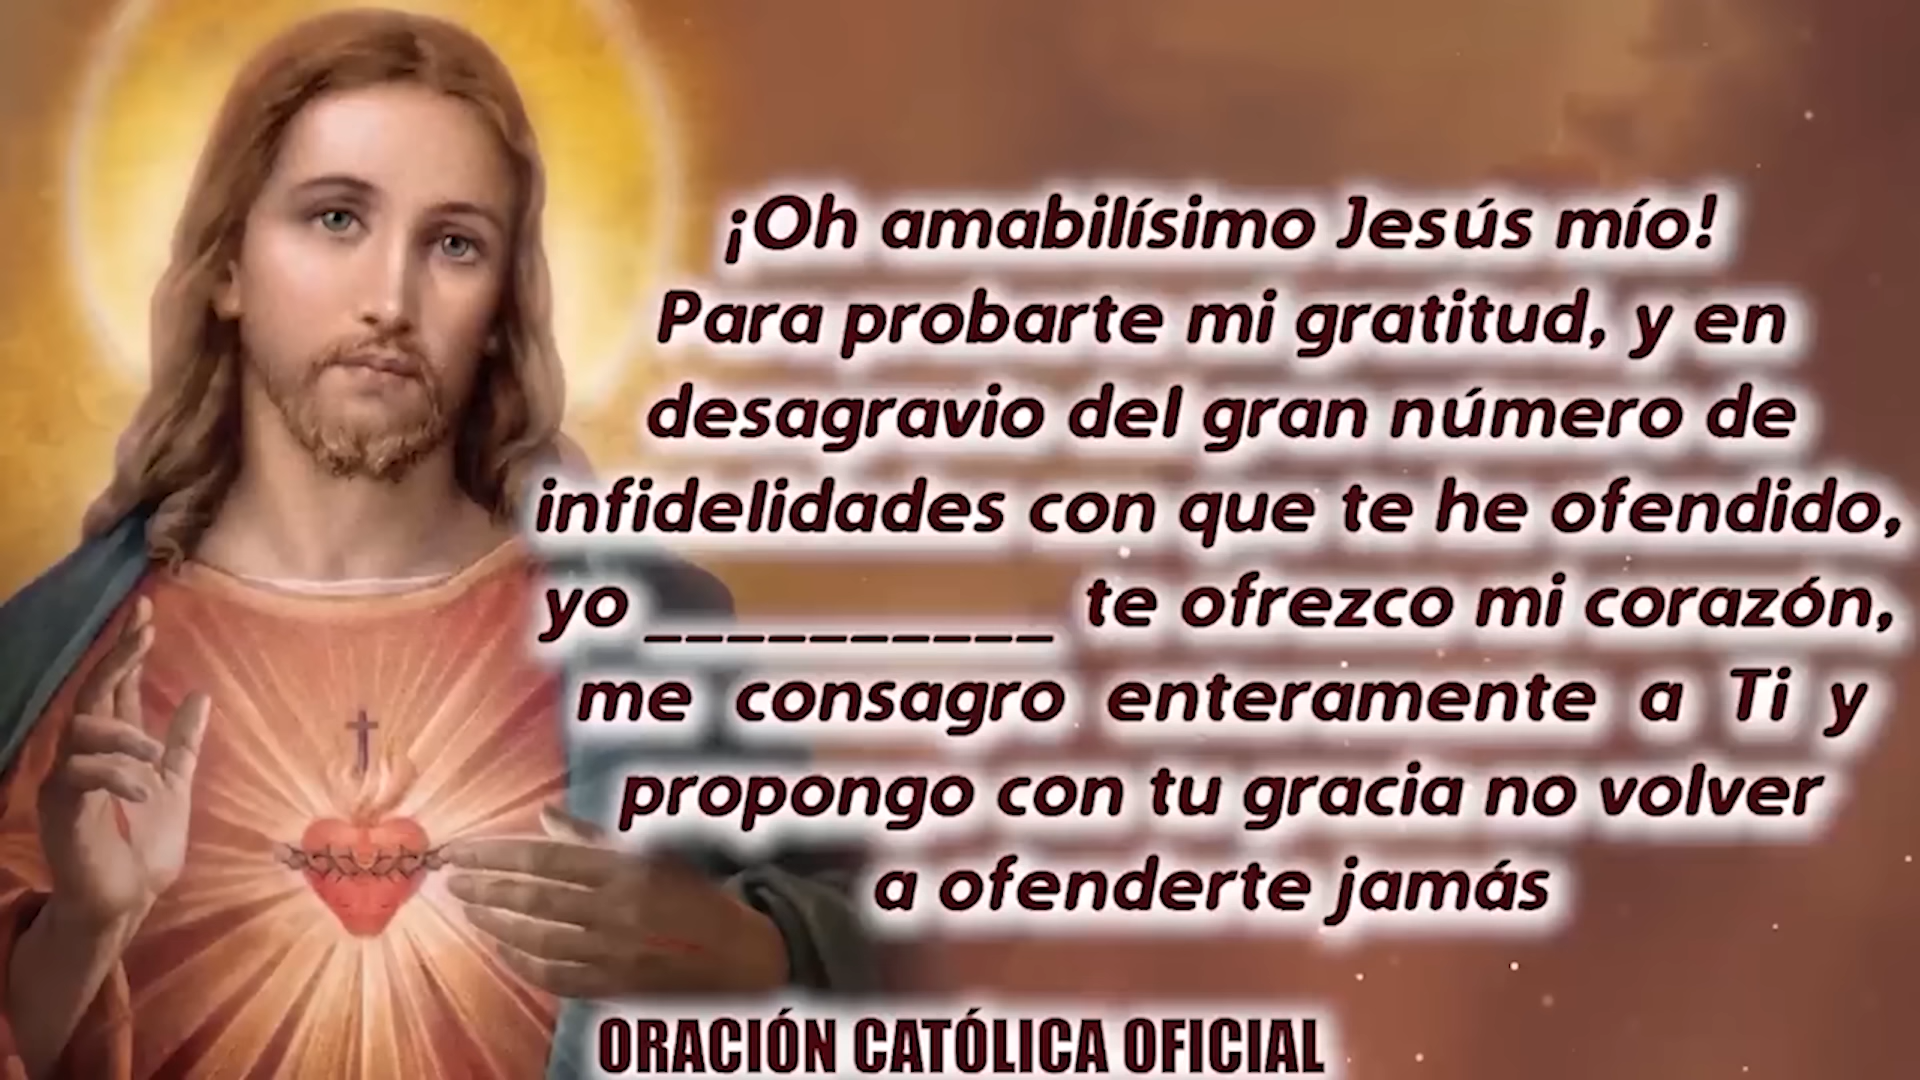 ¡Oh amabilísimo Jesús mío!
Para probarte mi gratitud, y en
desagravio del gran número de
infidelidades con que te he ofendido,
yo __________ te ofrezco mi corazón,
me consagro enteramente a Ti y
propongo con tu gracia no volver
a ofenderte jamás
ORACIÓN CATÓLICA OFICIAL